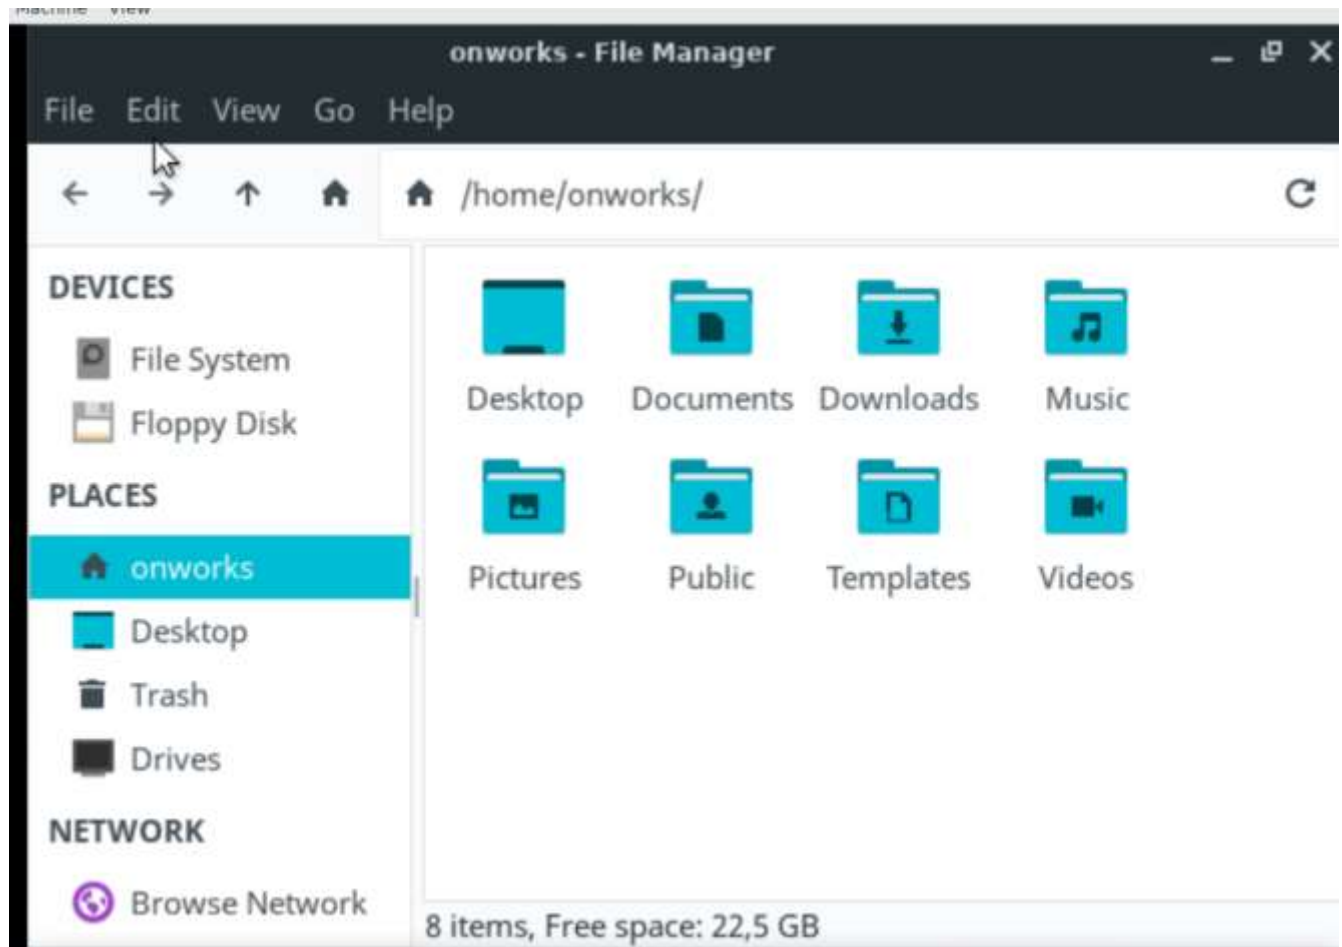 Machine View
onworks - File Manager
File Edit View Go Help
/home/onworks/
DEVICES
File System
Floppy Disk
PLACES
onworks
Desktop
Trash
Drives
NETWORK
Browse Network
Desktop Documents Downloads Music
Pictures Public Templates Videos
8 items, Free space: 22,5 GB